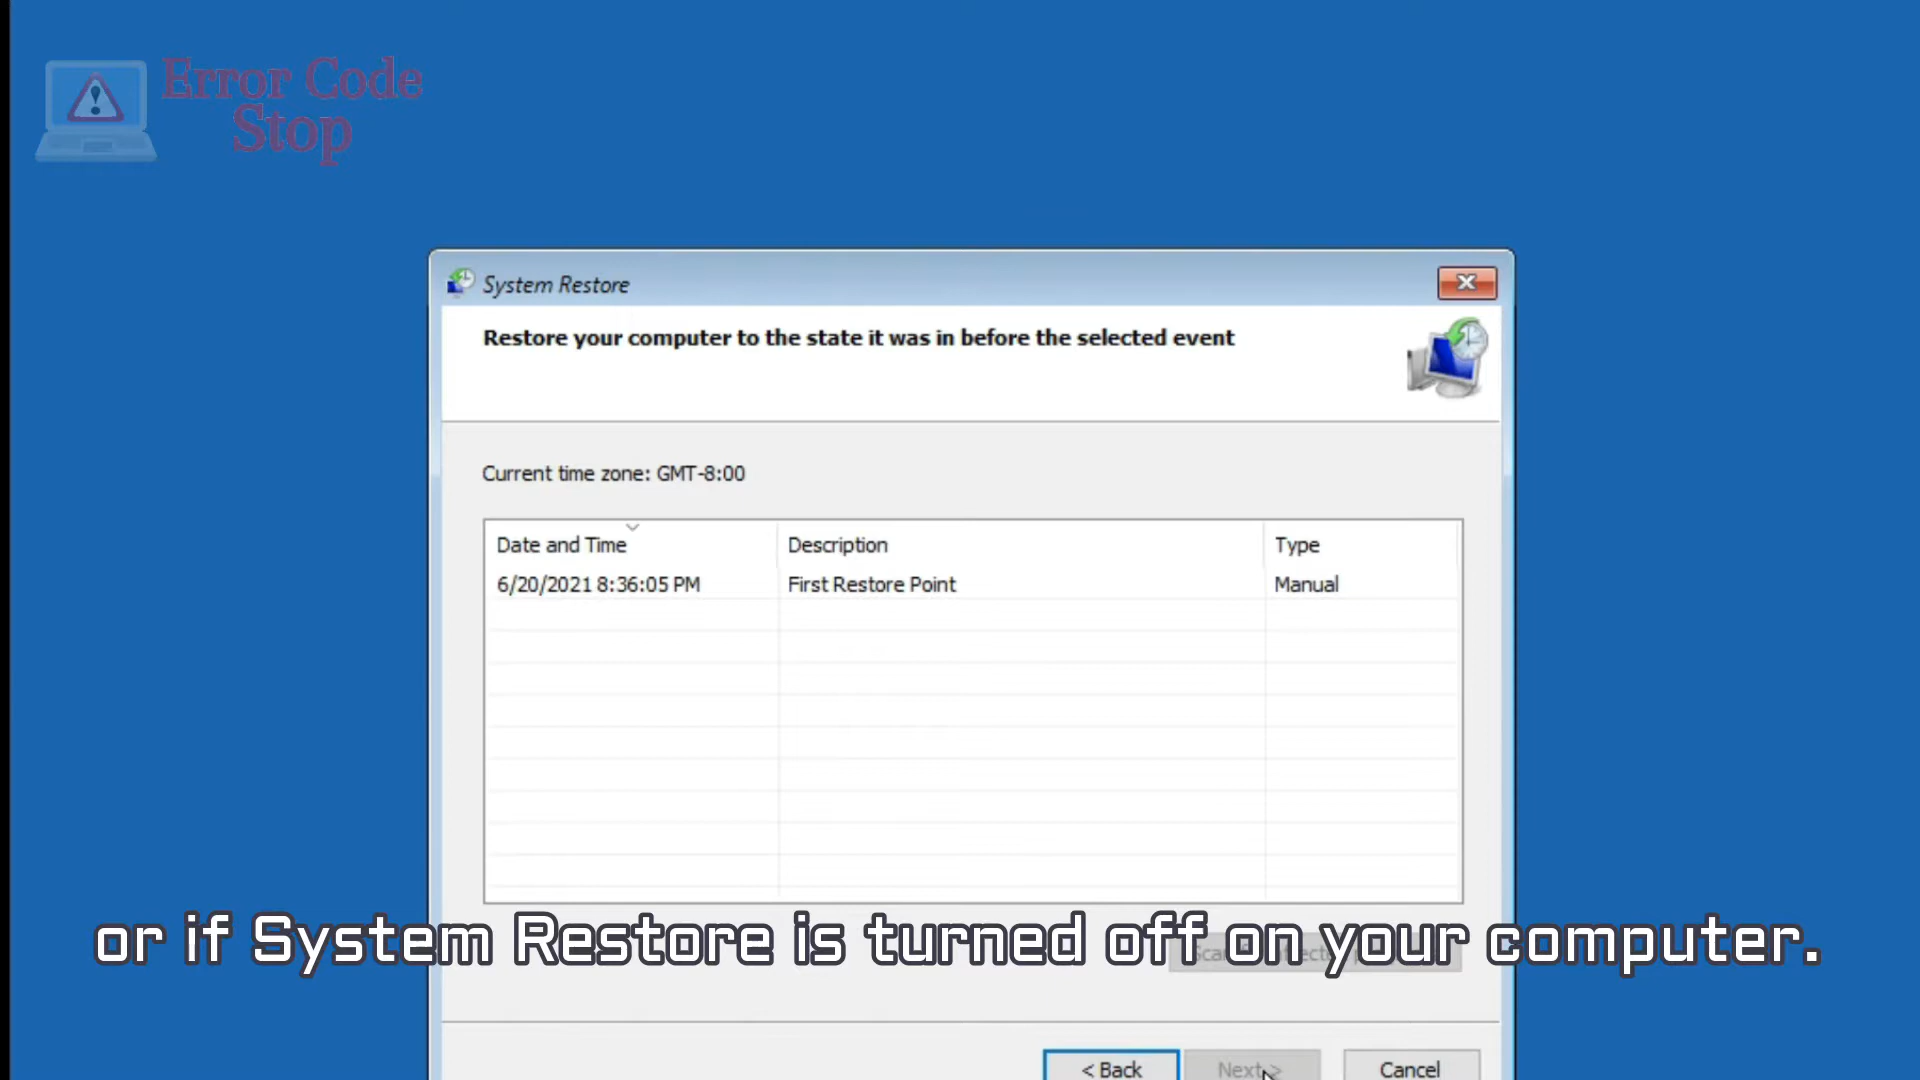 Error Code
Stop
System Restore
Restore your computer to the state it was in before the selected event
Current time zone: GMT-8:00
Date and Time Description Type
6/20/2021 8:36:05 PM First Restore Point Manual
or if System Restore is turned off on your computer.
< Back Next > Cancel